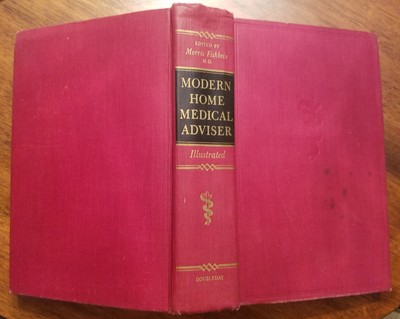 EDITED BY
Morris Fishbein
M.D.
MODERN
HOME
MEDICAL
ADVISER
Illustrated
DOUBLEDAY